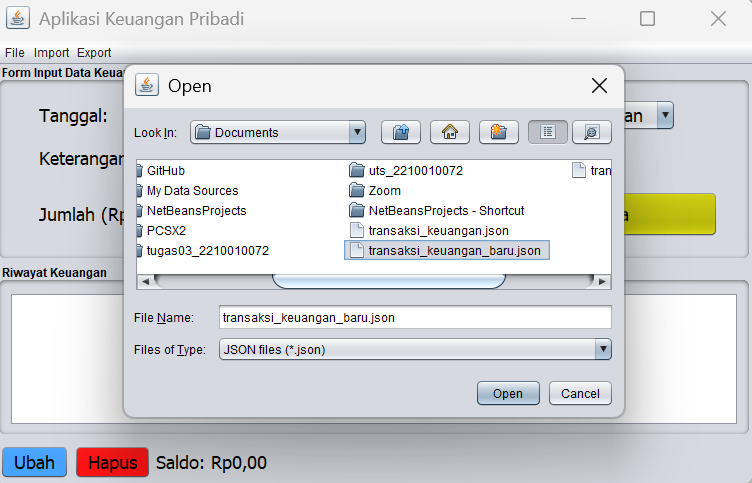 Aplikasi Keuangan Pribadi
File Import Export
Form Input Data Keua
Tanggal:
an
Keterangan
Jumlah (Rp
a
Open
Look In: Documents
GitHub
My Data Sources
NetBeansProjects
PCSX2
tugas03_2210010072
uts_2210010072
Zoom
NetBeansProjects - Shortcut
transaksi_keuangan.json
transaksi_keuangan_baru.json
tran
File Name: transaksi_keuangan_baru.json
Files of Type: JSON files (*.json)
Open Cancel
Riwayat Keuangan
Ubah Hapus Saldo: Rp0,00